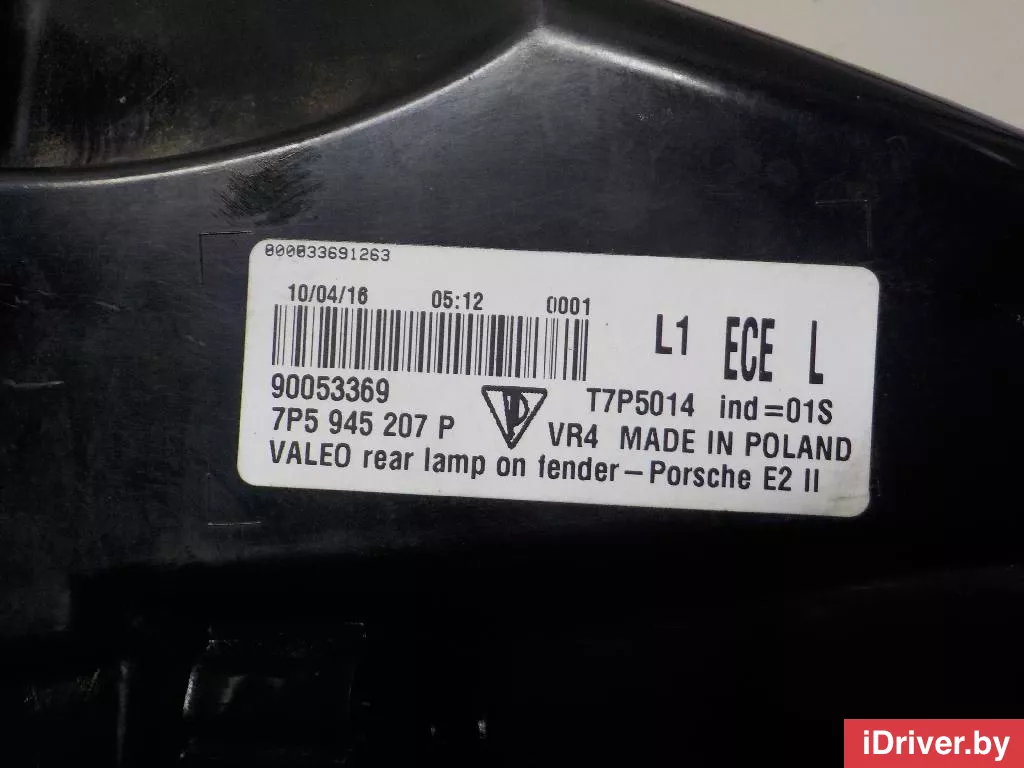 800833691263
10/04/16 05:12 0001
L1 ECE L
90053369
T7P5014 ind=01S
7P5 945 207 P
VR4 MADE IN POLAND
VALEO rear lamp on fender-Porsche E2 II
iDriver.by